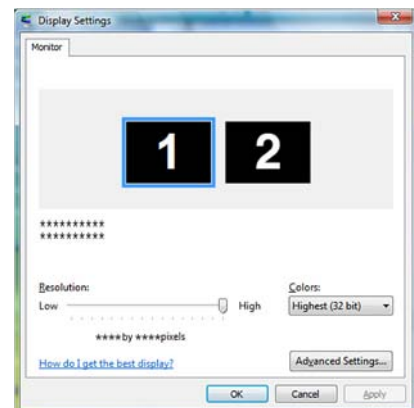 Display Settings
Monitor
1 2
**********
**********
Resolution: Colors:
Low High Highest (32 bit)
****by ****pixels
How do I get the best display? Advanced Settings...
OK Cancel Apply